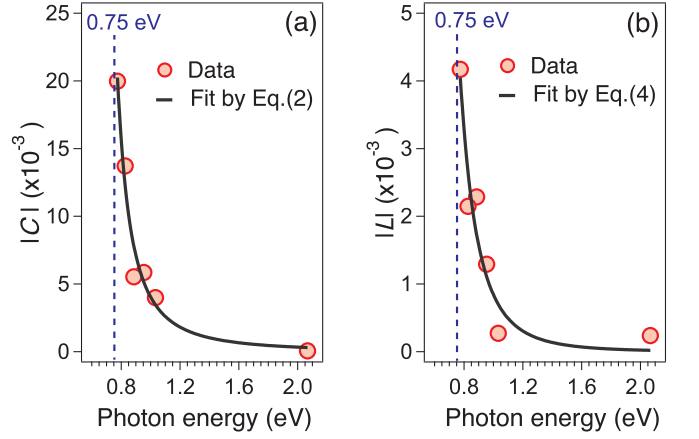 0.75 eV
(a)
Data
Fit by Eq.(2)
20
15
10
5
0
|C| (x10⁻³)
0.8
1.2
1.6
2.0
Photon energy (eV)
0.75 eV
(b)
Data
Fit by Eq.(4)
5
4
3
2
1
0
|L| (x10⁻³)
0.8
1.2
1.6
2.0
Photon energy (eV)